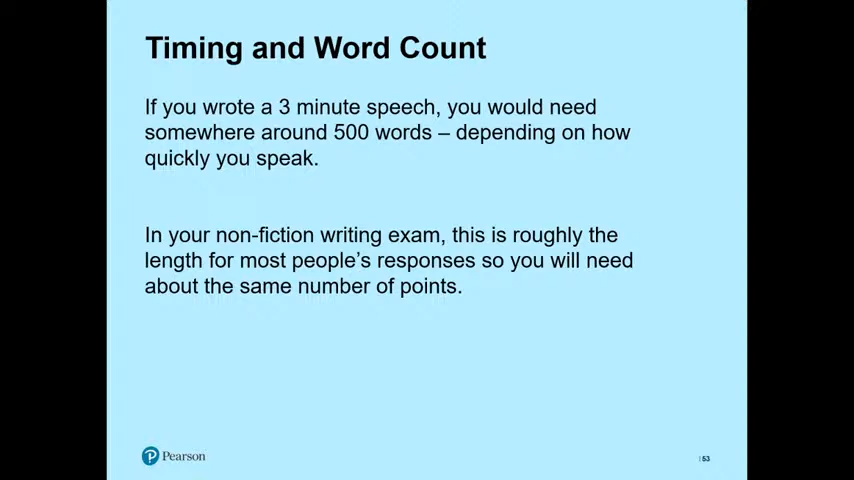 Timing and Word Count
If you wrote a 3 minute speech, you would need
somewhere around 500 words – depending on how
quickly you speak.
In your non-fiction writing exam, this is roughly the
length for most people’s responses so you will need
about the same number of points.
P Pearson
| 53